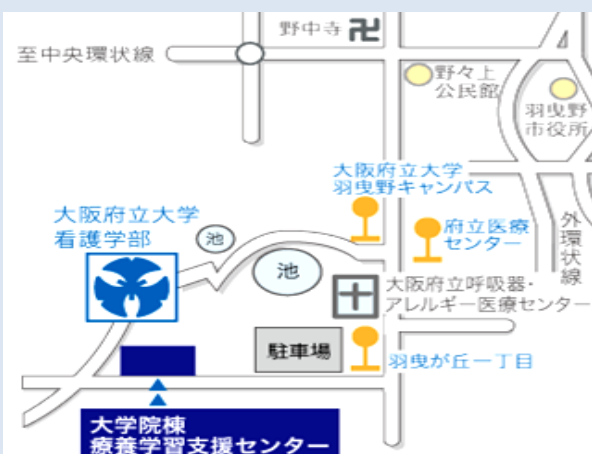 野中寺
至中央環状線
野々上
公民館
羽曳野
市役所
大阪府立大学
羽曳野キャンパス
大阪府立大学
看護学部
池
府立医療
センター
外環状線
池
大阪府立呼吸器・
アレルギー医療センター
駐車場
羽曳が丘一丁目
大学院棟
療養学習支援センター